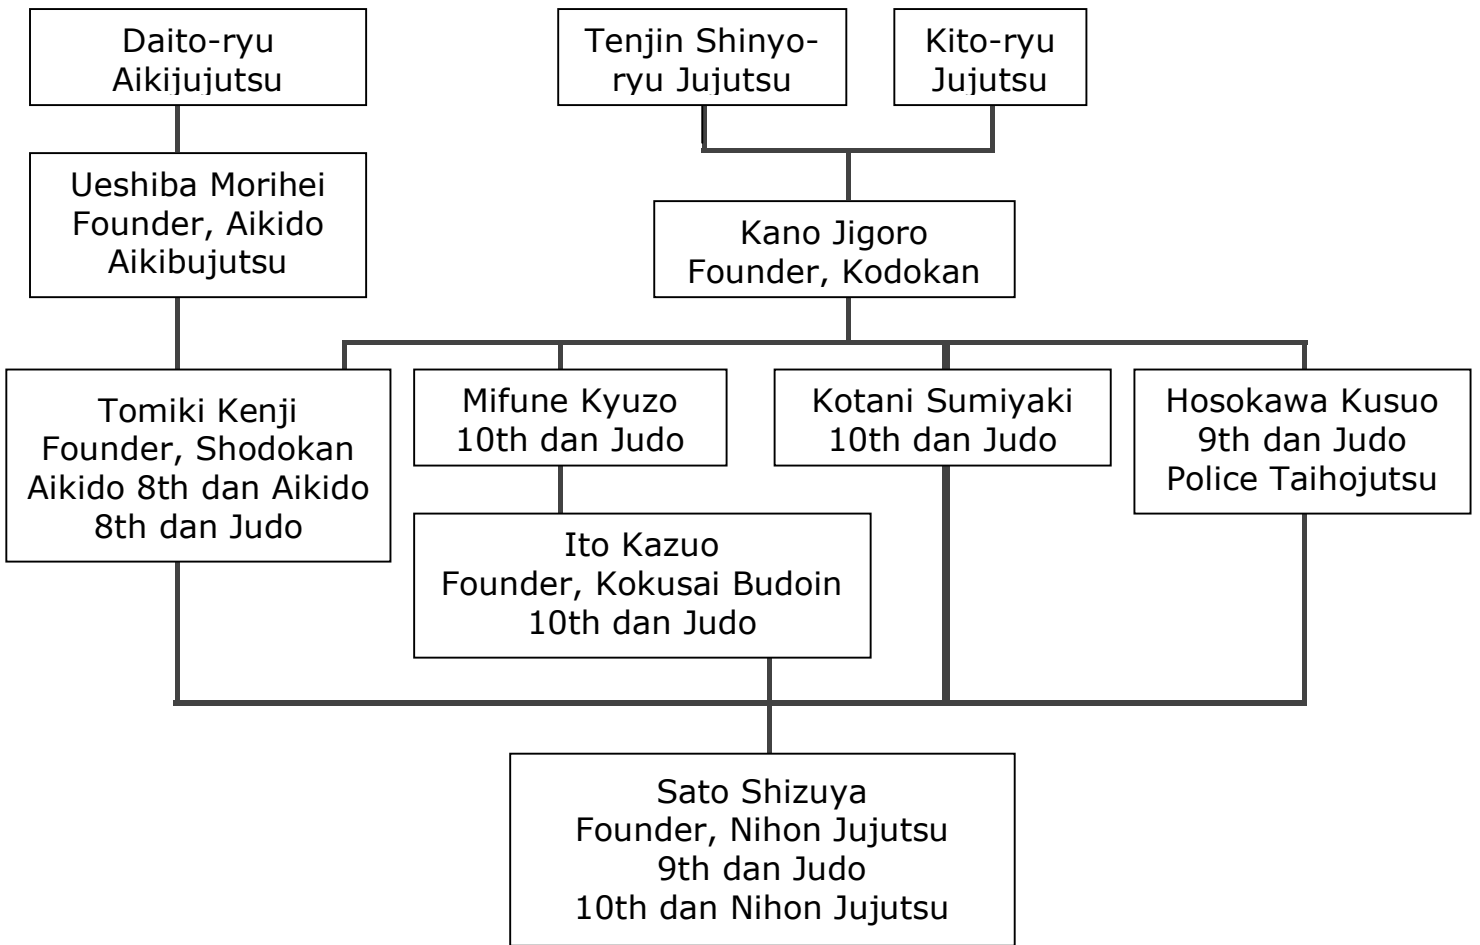 Daito-ryu
Aikijujutsu
Tenjin Shinyo-
ryu Jujutsu
Kito-ryu
Jujutsu
Ueshiba Morihei
Founder, Aikido
Aikibujutsu
Kano Jigoro
Founder, Kodokan
Tomiki Kenji
Founder, Shodokan
Aikido 8th dan Aikido
8th dan Judo
Mifune Kyuzo
10th dan Judo
Kotani Sumiyaki
10th dan Judo
Hosokawa Kusuo
9th dan Judo
Police Taihojutsu
Ito Kazuo
Founder, Kokusai Budoin
10th dan Judo
Sato Shizuya
Founder, Nihon Jujutsu
9th dan Judo
10th dan Nihon Jujutsu